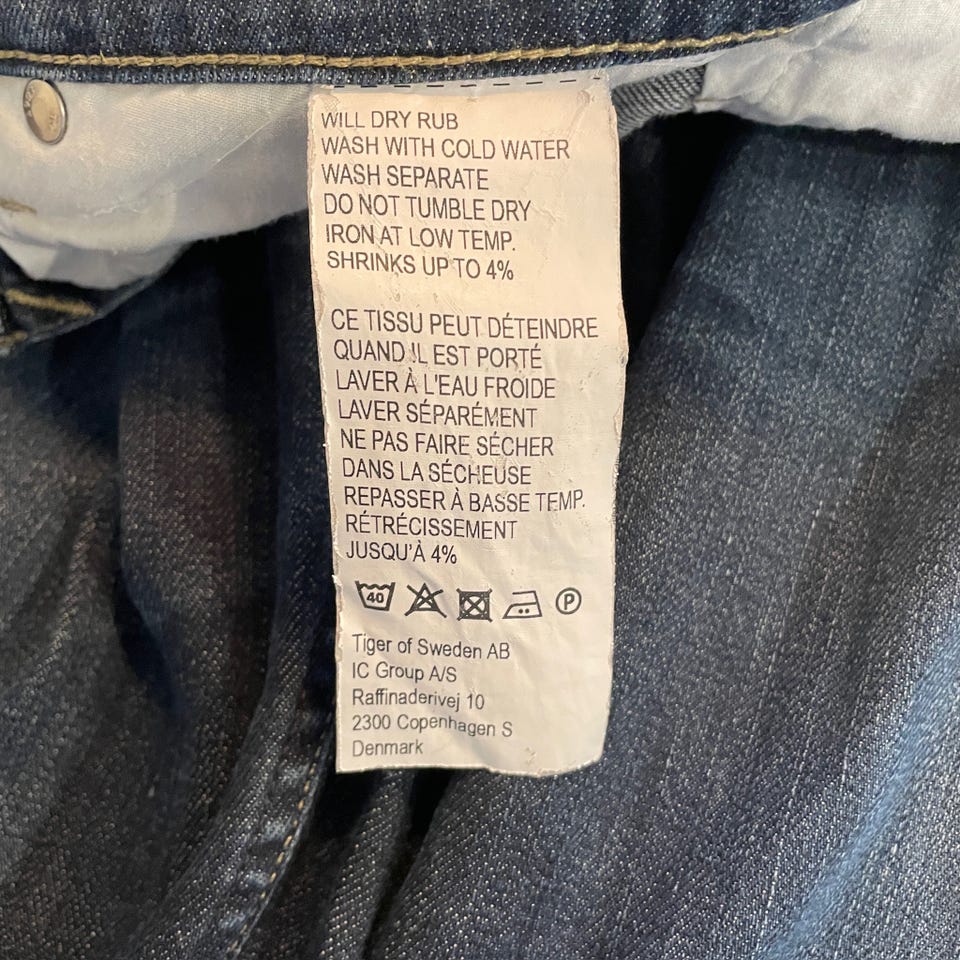 WILL DRY RUB
WASH WITH COLD WATER
WASH SEPARATE
DO NOT TUMBLE DRY
IRON AT LOW TEMP.
SHRINKS UP TO 4%
CE TISSU PEUT DÉTEINDRE
QUAND IL EST PORTÉ
LAVER À L'EAU FROIDE
LAVER SÉPARÉMENT
NE PAS FAIRE SÉCHER
DANS LA SÉCHEUSE
REPASSER À BASSE TEMP.
RÉTRÉCISSEMENT
JUSQU'À 4%
40 P
Tiger of Sweden AB
IC Group A/S
Raffinaderivej 10
2300 Copenhagen S
Denmark